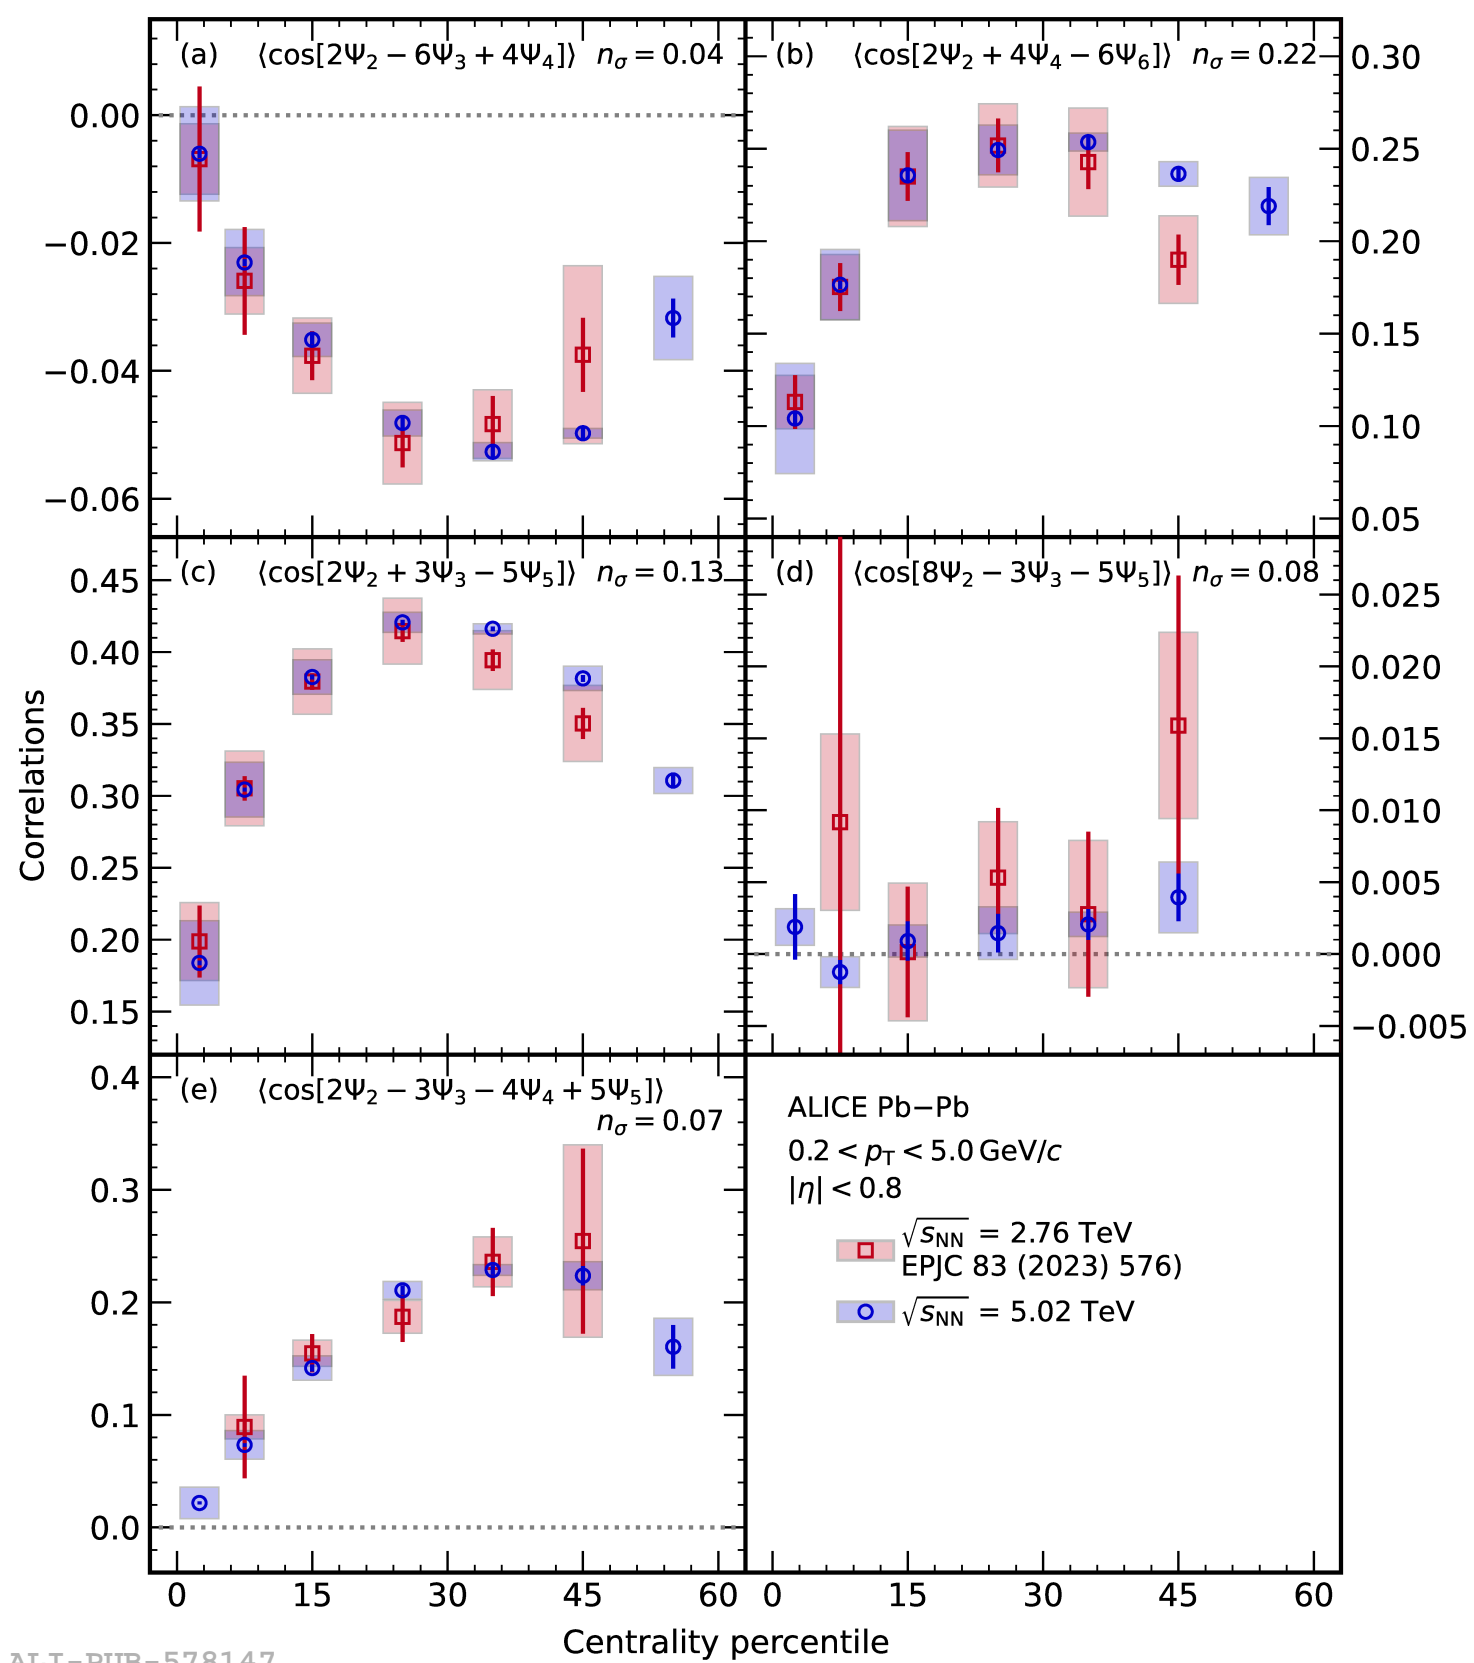 (a) ⟨cos[2Ψ₂ − 6Ψ₃ + 4Ψ₄]⟩ nσ = 0.04
(b) ⟨cos[2Ψ₂ + 4Ψ₄ − 6Ψ₆]⟩ nσ = 0.22
0.00
−0.02
−0.04
−0.06
0.30
0.25
0.20
0.15
0.10
0.05
(c) ⟨cos[2Ψ₂ + 3Ψ₃ − 5Ψ₅]⟩ nσ = 0.13
(d) ⟨cos[8Ψ₂ − 3Ψ₃ − 5Ψ₅]⟩ nσ = 0.08
0.45
0.40
0.35
0.30
0.25
0.20
0.15
0.025
0.020
0.015
0.010
0.005
0.000
−0.005
Correlations
(e) ⟨cos[2Ψ₂ − 3Ψ₃ − 4Ψ₄ + 5Ψ₅]⟩
nσ = 0.07
0.4
0.3
0.2
0.1
0.0
ALICE Pb−Pb
0.2 < pT < 5.0 GeV/c
|η| < 0.8
√sNN = 2.76 TeV
EPJC 83 (2023) 576)
√sNN = 5.02 TeV
0 15 30 45 60
0 15 30 45 60
Centrality percentile
ALI-PUB-578147